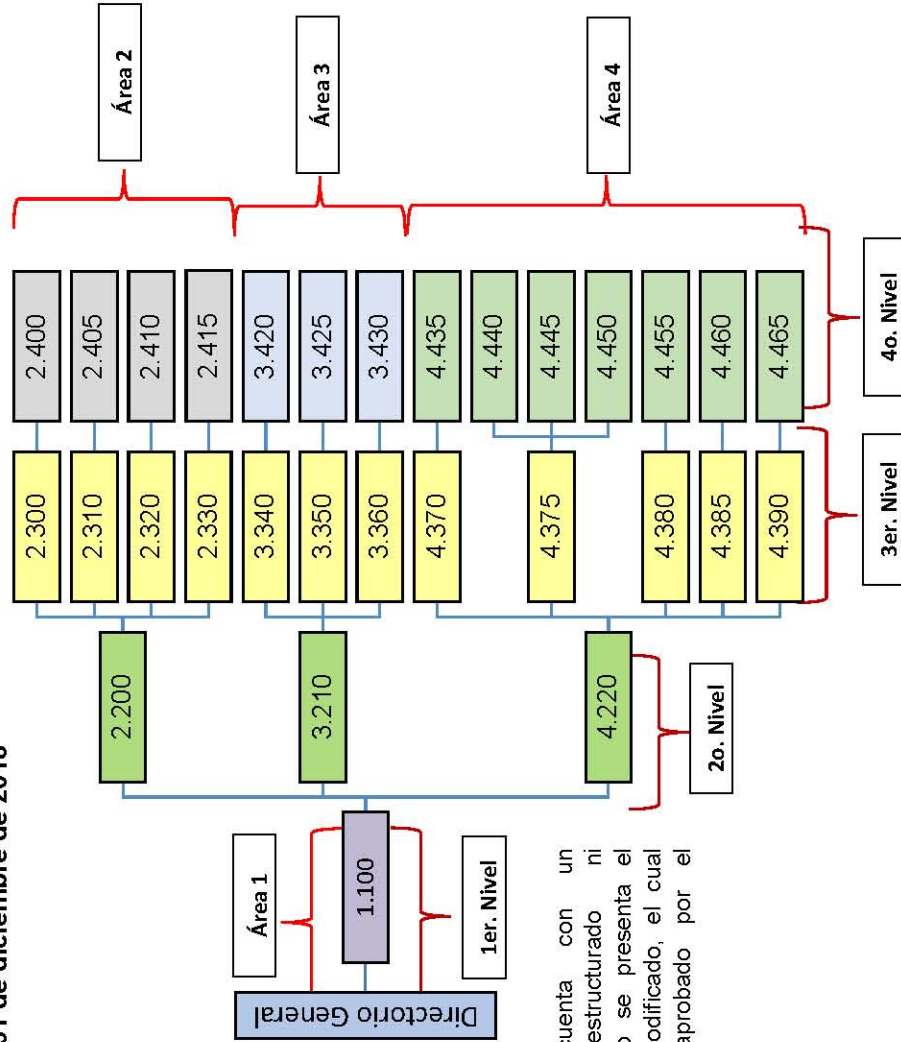 31 de diciembre de 2016
Directorio General
Área 1
1.100
1er. Nivel
2.200
3.210
4.220
2o. Nivel
2.300
2.310
2.320
2.330
3.340
3.350
3.360
4.370
4.375
4.380
4.385
4.390
3er. Nivel
2.400
2.405
2.410
2.415
3.420
3.425
3.430
4.435
4.440
4.445
4.450
4.455
4.460
4.465
4o. Nivel
Área 2
Área 3
Área 4
cuenta con un
estructurado ni
se presenta el
odificado, el cual
aprobado por el